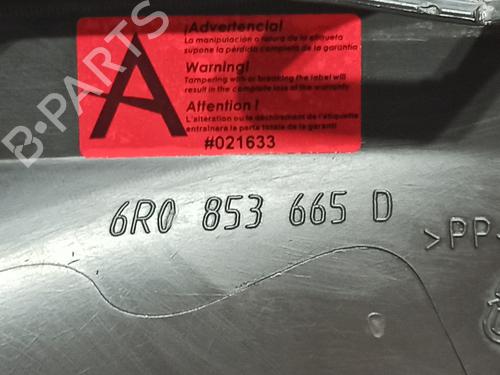 ¡Advertencia!
La manipulación o rotura de la etiqueta
supone la pérdida completa de la garantía
Warning!
Tampering with or breaking the label will
result in the complete loss of the warranty
Attention !
L'altération ou le déchirement de l'étiquette
entraînera la perte totale de la garanti
#021633
A
B-PARTS
6R0 853 665 D
>PP-